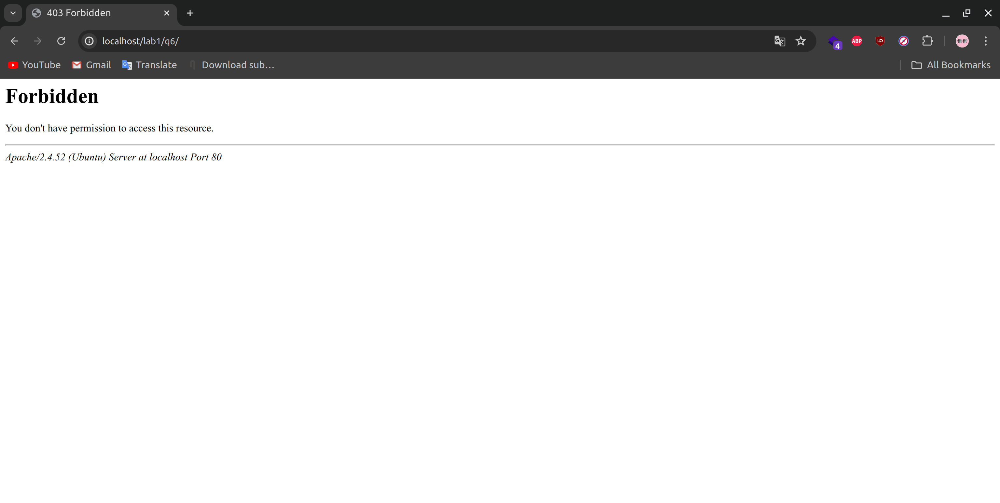 403 Forbidden
localhost/lab1/q6/
4
ABP
YouTube
Gmail
Translate
Download sub...
All Bookmarks
Forbidden
You don't have permission to access this resource.
Apache/2.4.52 (Ubuntu) Server at localhost Port 80